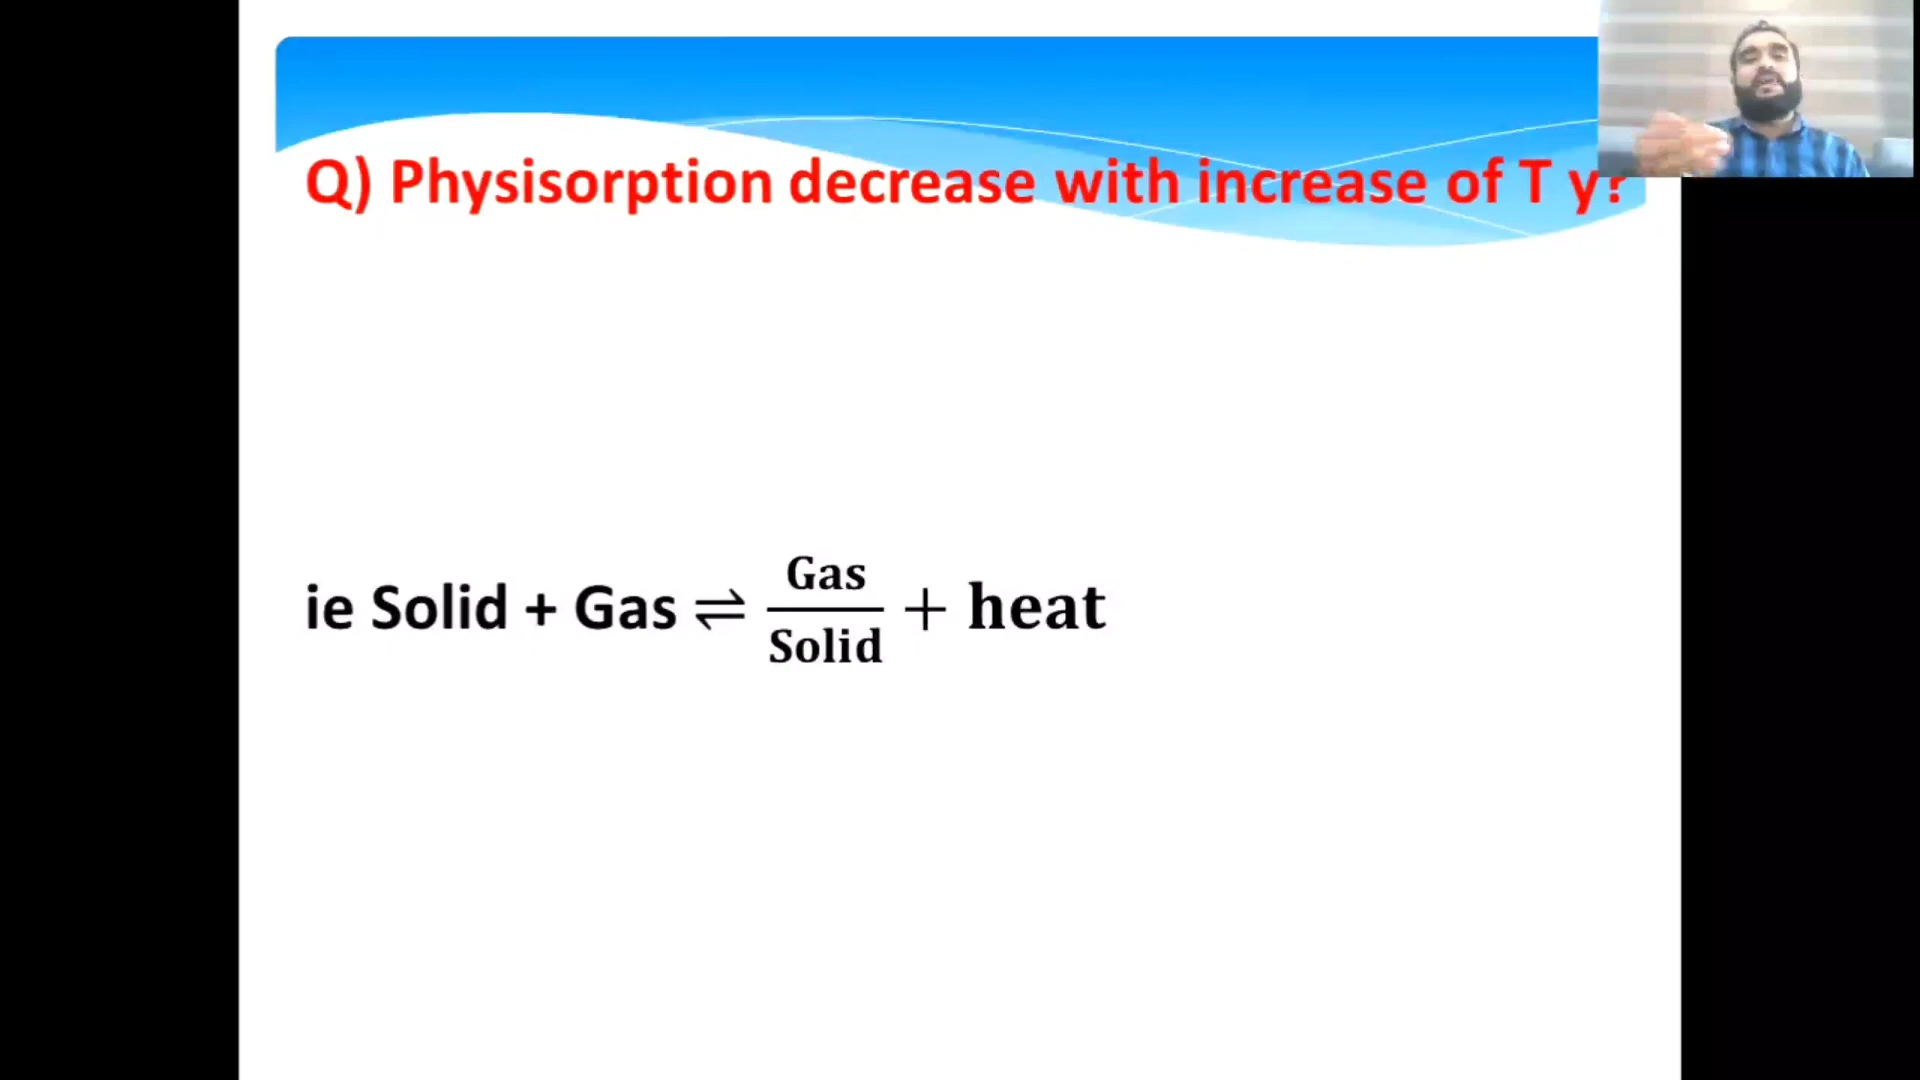 Q) Physisorption decrease with increase of T y?
ie Solid + Gas ⇌ Gas/Solid + heat